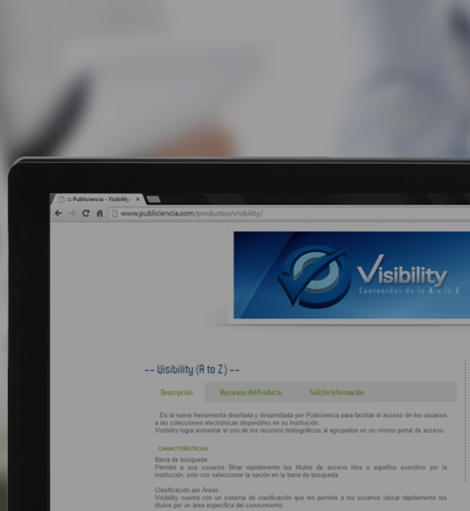 :: Publiciencia - Visibility
www.publiciencia.com/productos/visibility/
Visibility
Contenidos de la A a la Z
-- Visibility (A to Z) --
Descripción Recursos del Producto Solicite Información
Es la nueva herramienta diseñada y desarrollada por Publiciencia para facilitar el acceso de los usuarios
a las colecciones electrónicas disponibles en su Institución.
Visibility logra aumentar el uso de los recursos bibliográficos al agruparlos en un mismo portal de acceso.
CARACTERÍSTICAS:
Barra de búsqueda:
Permite a sus usuarios filtrar rápidamente los títulos de acceso libre o aquellos suscritos por la
institución, solo con seleccionar la opción en la barra de búsqueda.
Clasificación por Áreas:
Visibility cuenta con un sistema de clasificación que les permite a los usuarios ubicar rápidamente los
títulos por un área específica del conocimiento.